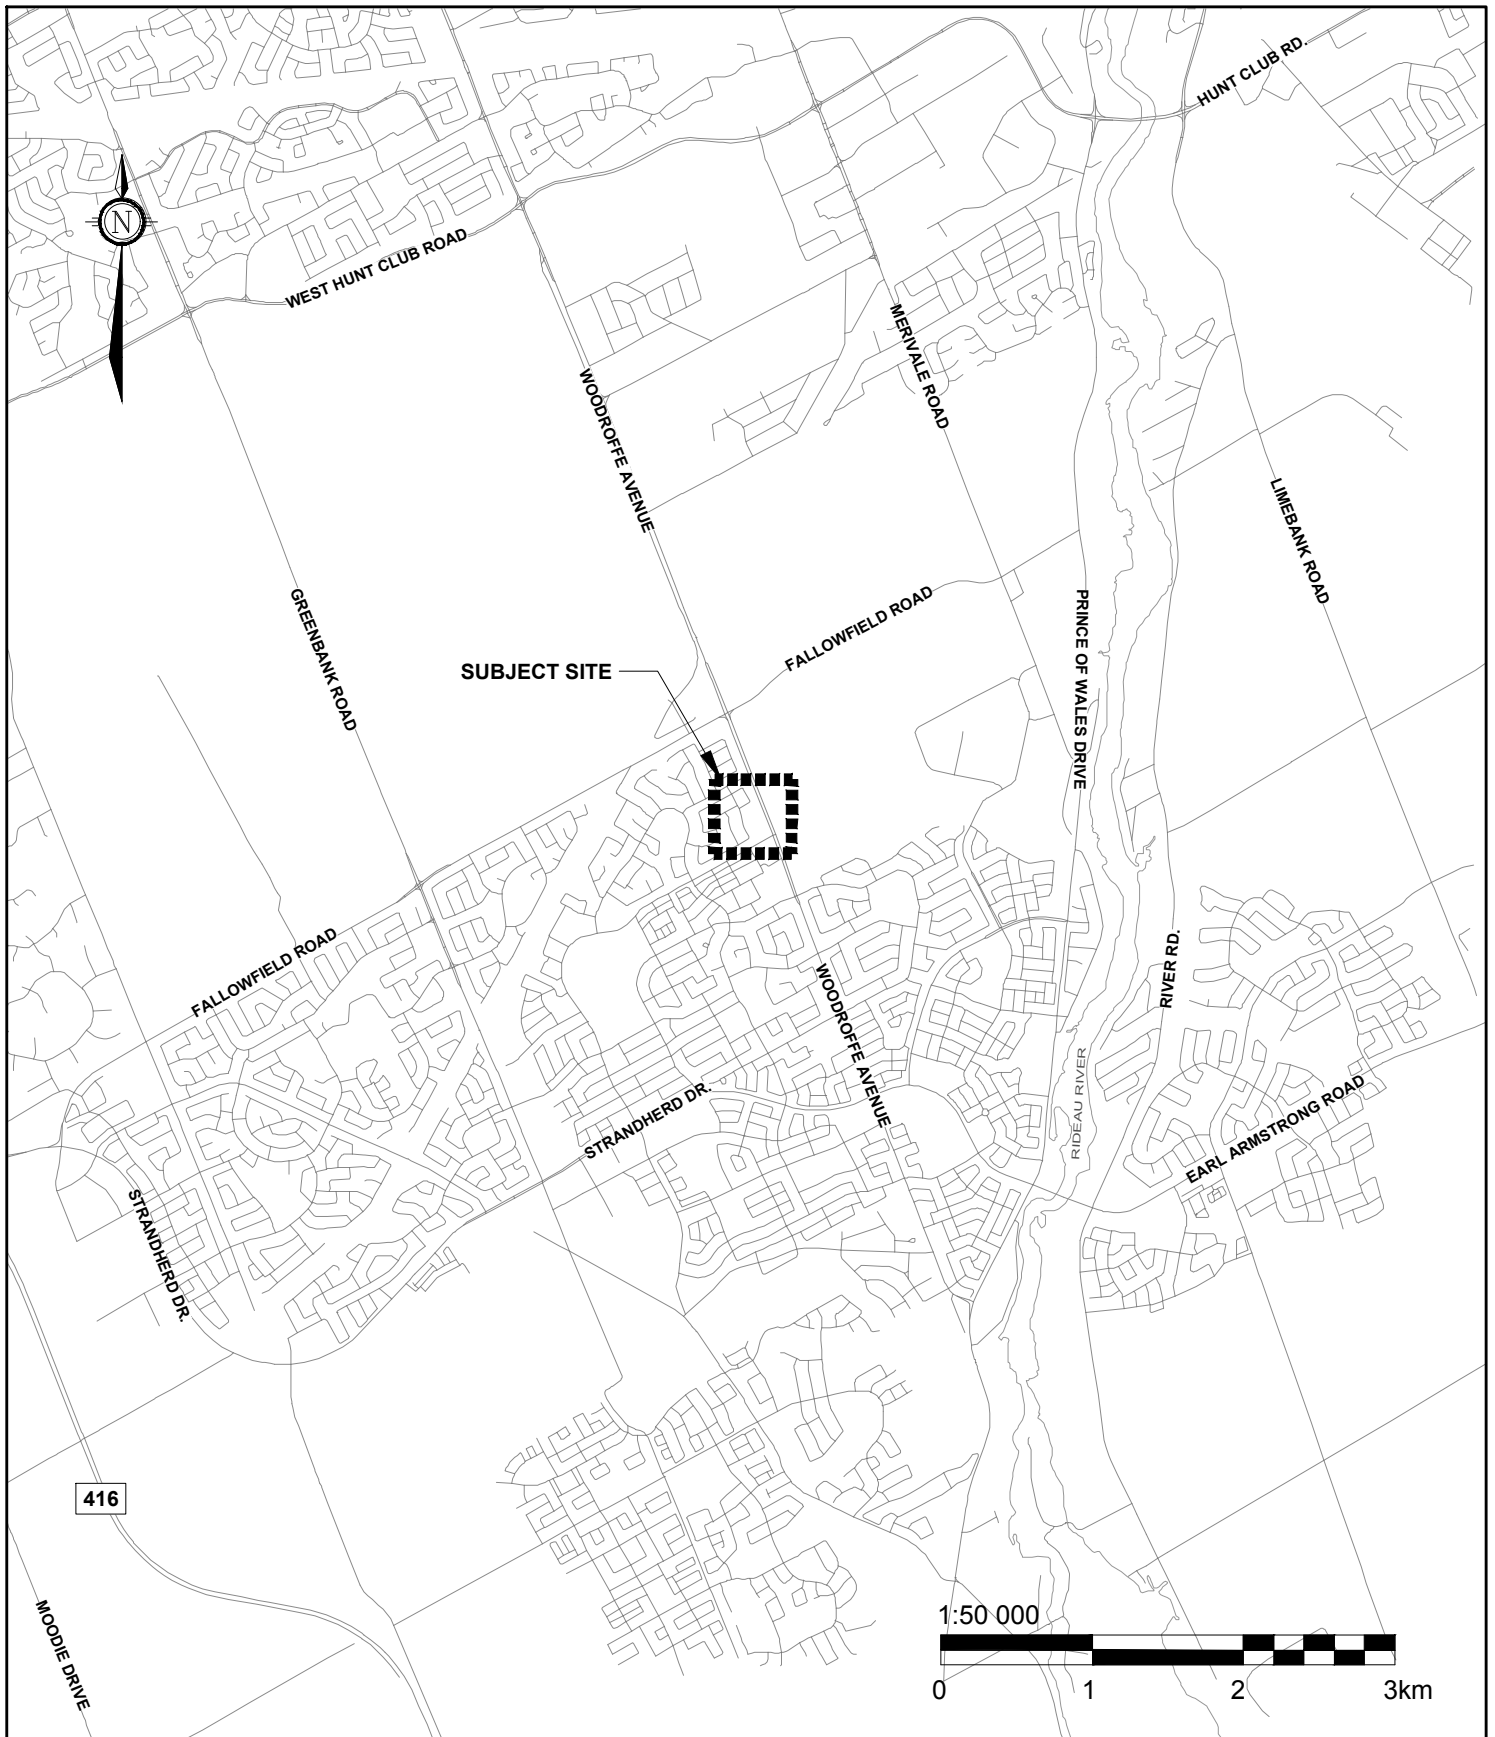 HUNT CLUB RD.
N
WEST HUNT CLUB ROAD
MERIVALE ROAD
WOODROFFE AVENUE
LIMEBANK ROAD
GREENBANK ROAD
FALLOWFIELD ROAD
PRINCE OF WALES DRIVE
SUBJECT SITE
FALLOWFIELD ROAD
RIVER RD.
WOODROFFE AVENUE
RIDEAU RIVER
STRANDHERD DR.
EARL ARMSTRONG ROAD
STRANDHERD DR.
416
MOODIE DRIVE
1:50 000
0 1 2 3km